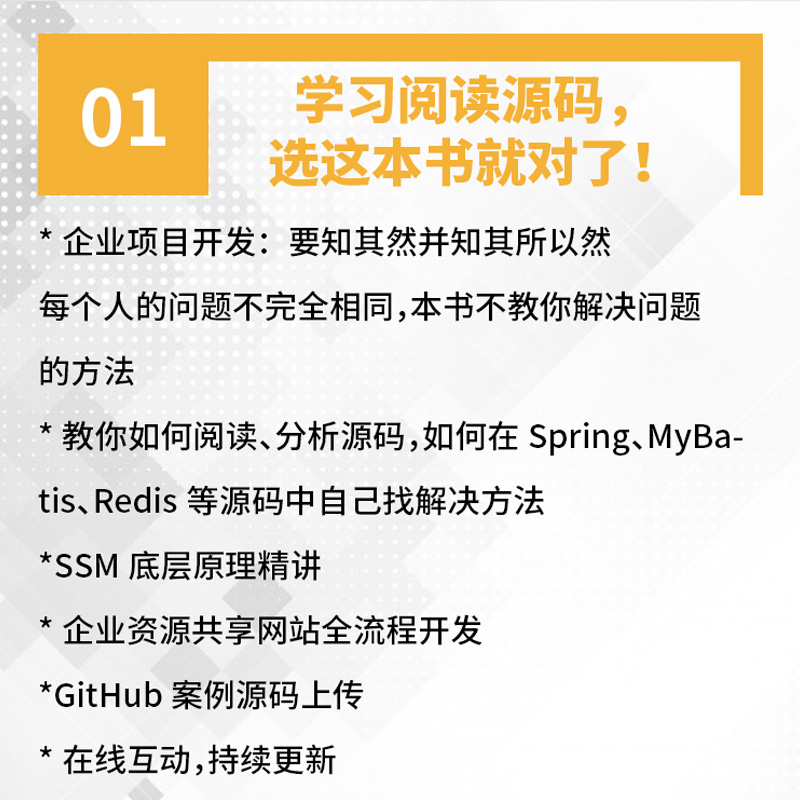 01
学习阅读源码，
选这本书就对了！
* 企业项目开发：要知其然并知其所以然
每个人的问题不完全相同，本书不教你解决问题
的方法
* 教你如何阅读、分析源码，如何在 Spring、MyBa-
tis、Redis 等源码中自己找解决方法
*SSM 底层原理精讲
* 企业资源共享网站全流程开发
*GitHub 案例源码上传
* 在线互动，持续更新